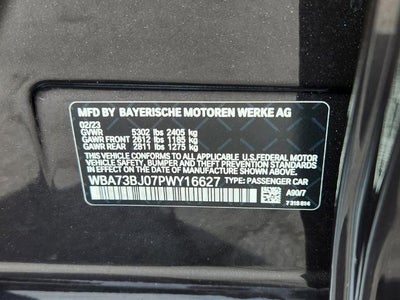 MFD BY BAYERISCHE MOTOREN WERKE AG
02/23
GVWR 5302 lbs 2405 kg
GAWR FRONT 2612 lbs 1185 kg
GAWR REAR 2811 lbs 1275 kg
THIS VEHICLE CONFORMS TO ALL APPLICABLE
U.S. FEDERAL MOTOR
VEHICLE SAFETY, BUMPER, AND THEFT PREVENTION
STANDARDS IN EFFECT ON THE DATE OF
MANUFACTURE SHOWN ABOVE.
WBA73BJ07PWY16627 TYPE: PASSENGER CAR
A90/7